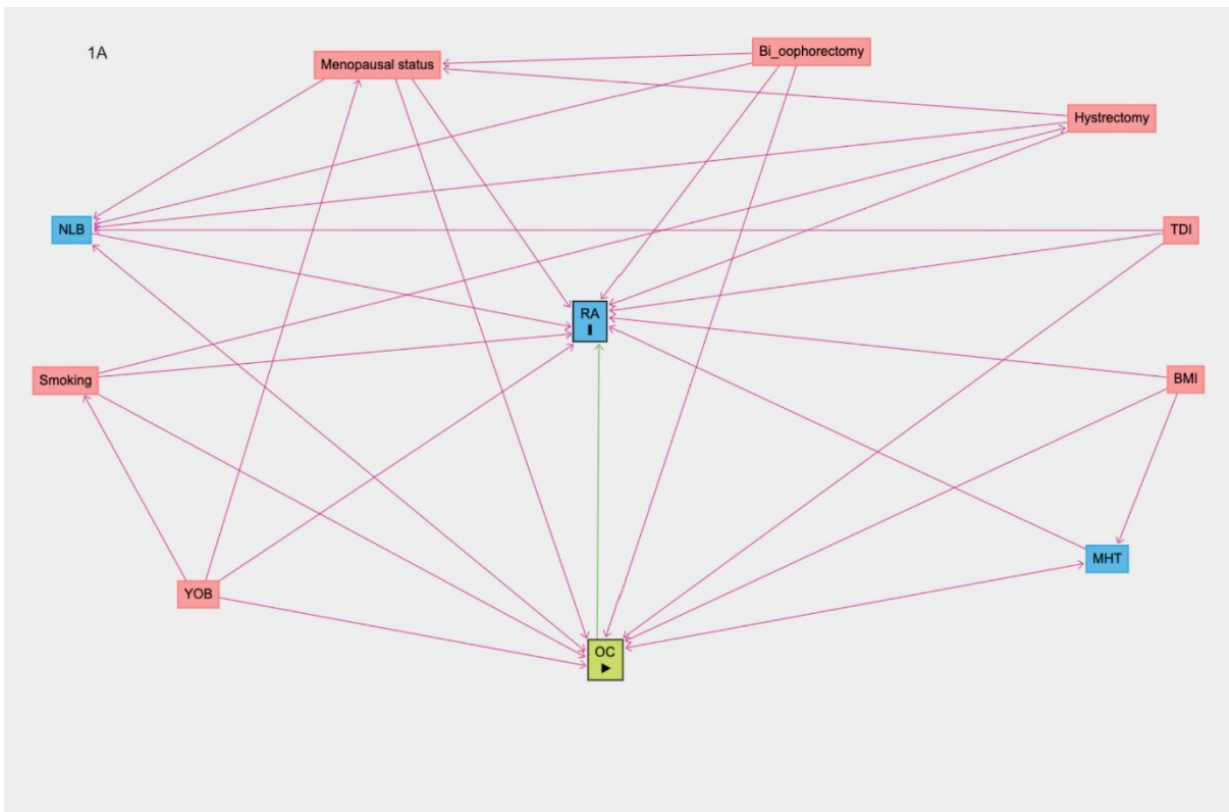 1A
Menopausal status
Bi_oophorectomy
Hystrectomy
NLB
TDI
RA
Smoking
BMI
MHT
YOB
OC